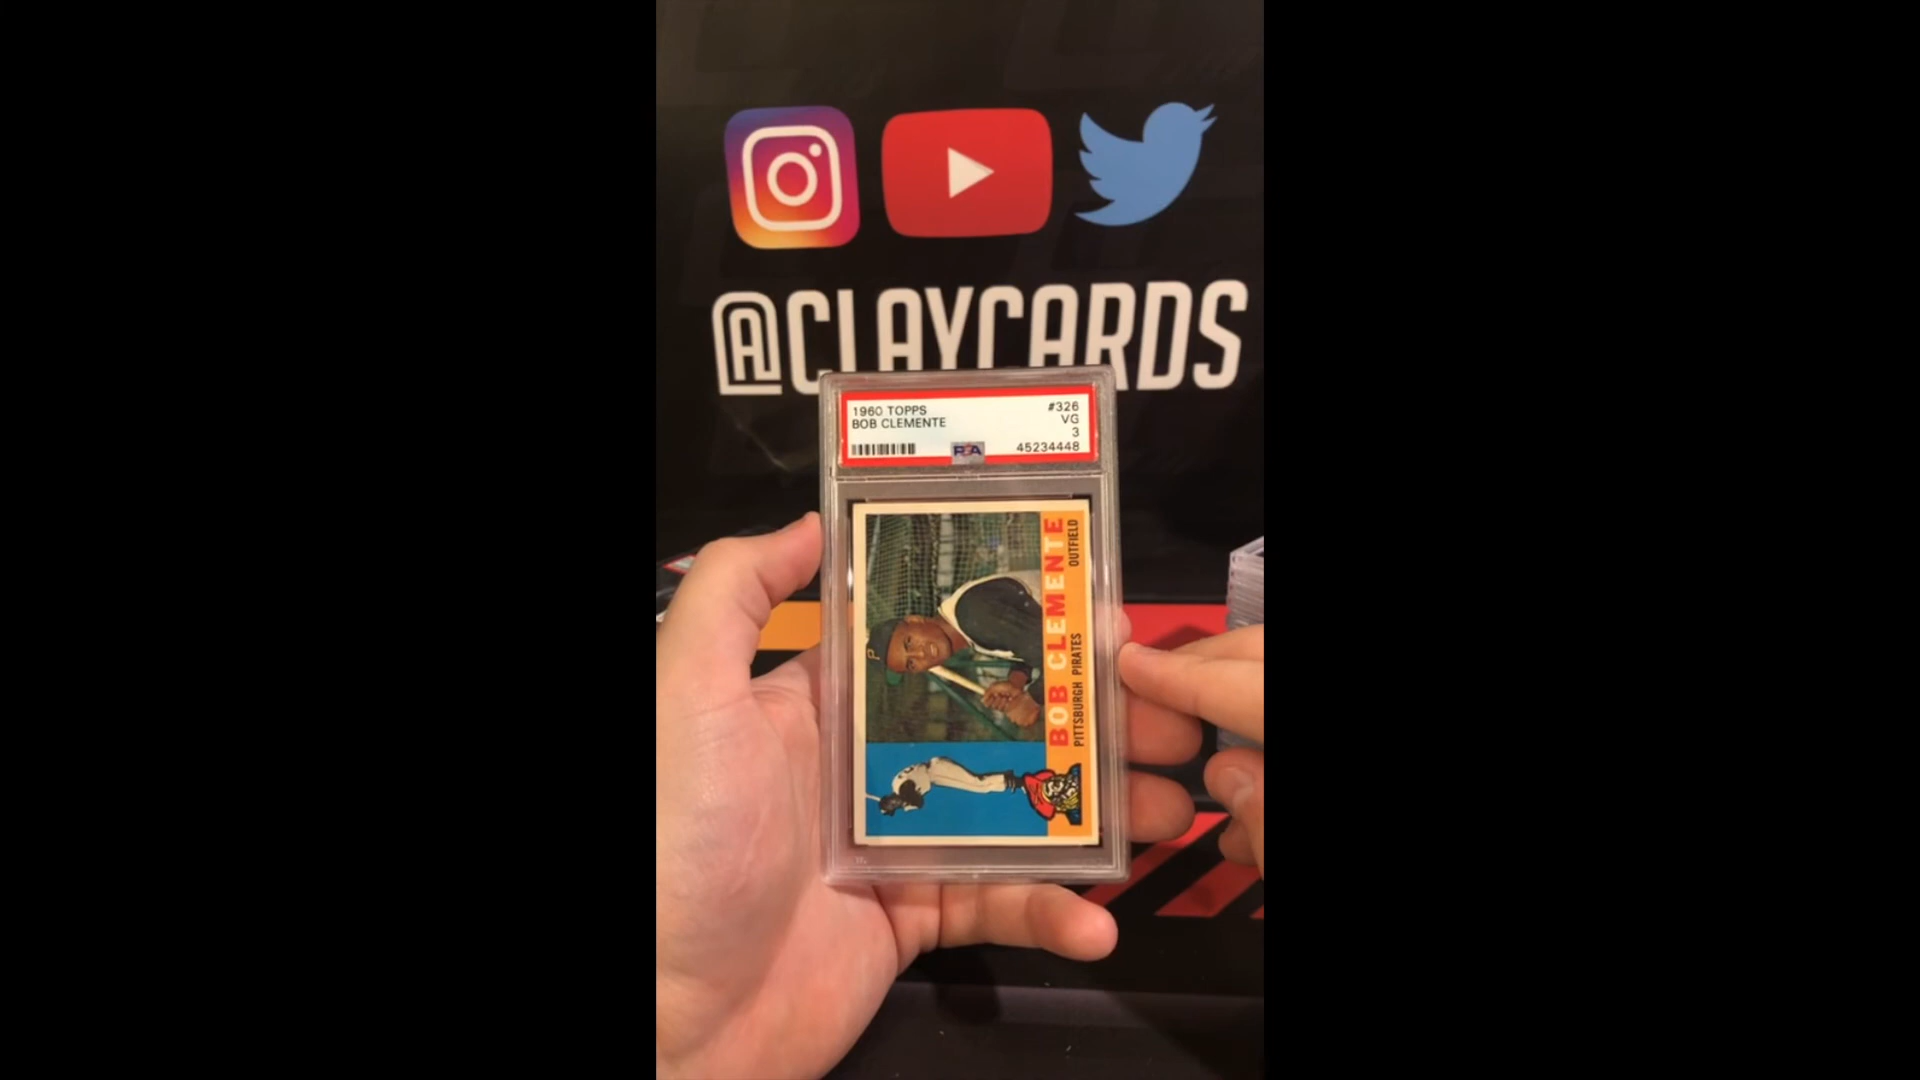 @CLAYCARDS
1960 TOPPS #326
BOB CLEMENTE VG
3
PSA 45234448
BOB CLEMENTE
PITTSBURGH PIRATES OUTFIELD
P